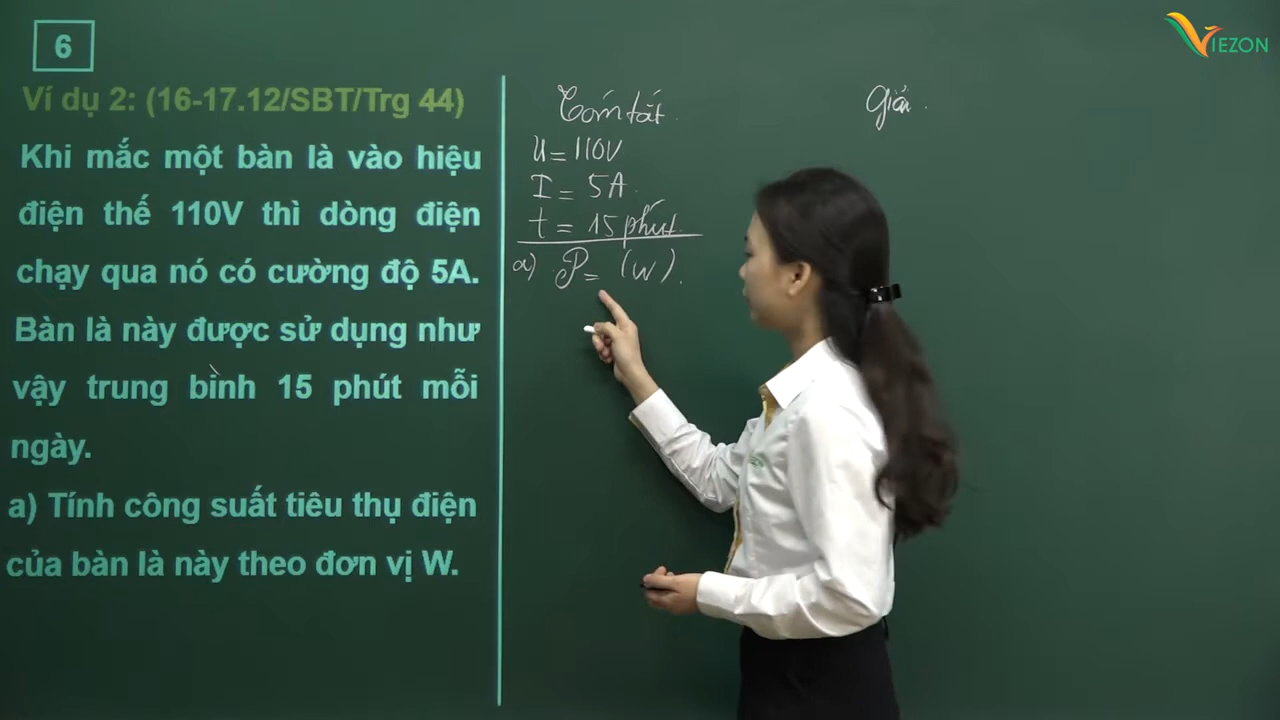 6
Ví dụ 2: (16-17.12/SBT/Trg 44)
Khi mắc một bàn là vào hiệu
điện thế 110V thì dòng điện
chạy qua nó có cường độ 5A.
Bàn là này được sử dụng như
vậy trung bình 15 phút mỗi
ngày.
a) Tính công suất tiêu thụ điện
của bàn là này theo đơn vị W.
Tóm tắt.
U = 110V
I = 5A.
t = 15 phút.
a) P = (W).
Giải.
VIEZON